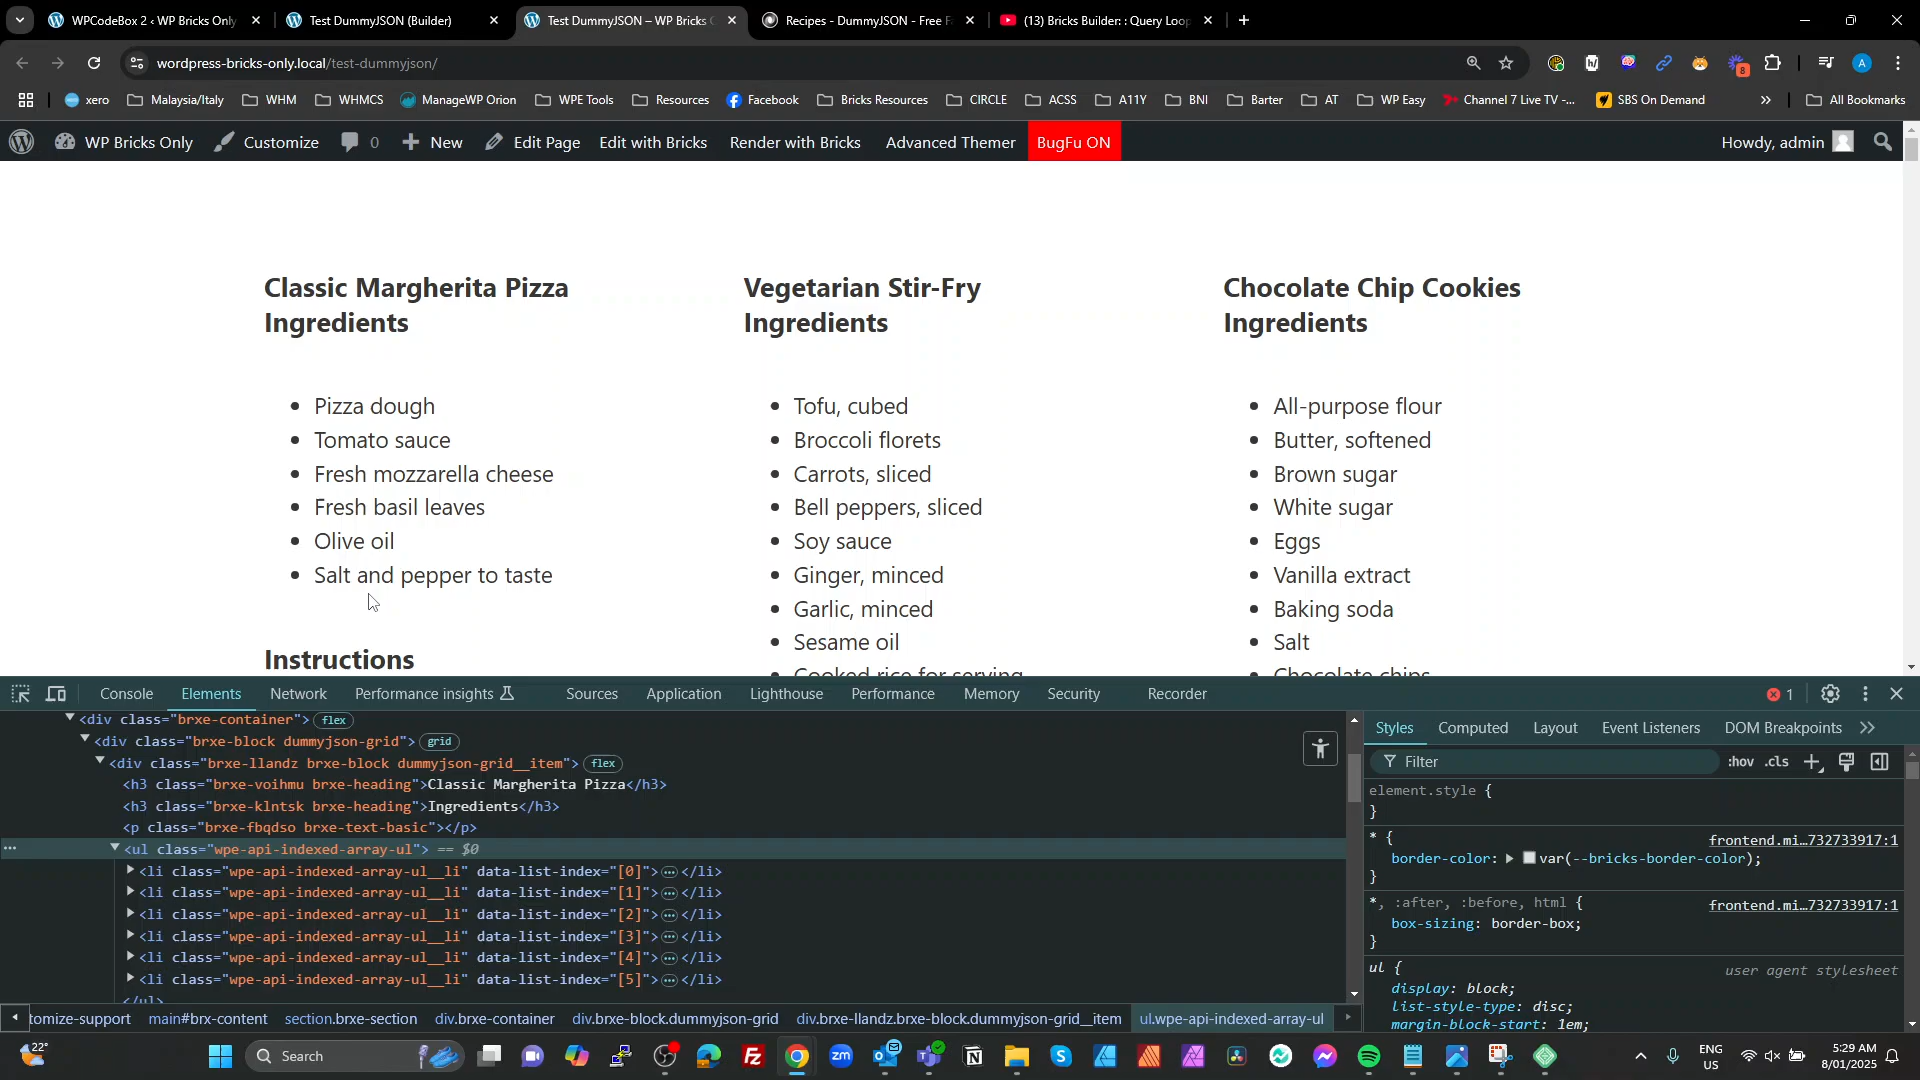 WPCodeBox 2 ‹ WP Bricks Only
Test DummyJSON (Builder)
Test DummyJSON – WP Bricks
Recipes - DummyJSON - Free
(13) Bricks Builder: : Query Loop
wordpress-bricks-only.local/test-dummyjson/
8
A
xero
Malaysia/Italy
WHM
WHMCS
ManageWP Orion
WPE Tools
Resources
Facebook
Bricks Resources
CIRCLE
ACSS
A11Y
BNI
Barter
AT
WP Easy
Channel 7 Live TV -...
SBS On Demand
All Bookmarks
WP Bricks Only
Customize
0
New
Edit Page
Edit with Bricks
Render with Bricks
Advanced Themer
BugFu ON
Howdy, admin
Classic Margherita Pizza
Ingredients
Pizza dough
Tomato sauce
Fresh mozzarella cheese
Fresh basil leaves
Olive oil
Salt and pepper to taste
Instructions
Vegetarian Stir-Fry
Ingredients
Tofu, cubed
Broccoli florets
Carrots, sliced
Bell peppers, sliced
Soy sauce
Ginger, minced
Garlic, minced
Sesame oil
Cooked rice for serving
Chocolate Chip Cookies
Ingredients
All-purpose flour
Butter, softened
Brown sugar
White sugar
Eggs
Vanilla extract
Baking soda
Salt
Chocolate chips
Console
Elements
Network
Performance insights
Sources
Application
Lighthouse
Performance
Memory
Security
Recorder
1
<div class="brxe-container"> flex
<div class="brxe-block dummyjson-grid"> grid
<div class="brxe-llandz brxe-block dummyjson-grid__item"> flex
<h3 class="brxe-voihmu brxe-heading">Classic Margherita Pizza</h3>
<h3 class="brxe-klntsk brxe-heading">Ingredients</h3>
<p class="brxe-fbqdso brxe-text-basic"></p>
<ul class="wpe-api-indexed-array-ul"> == $0
<li class="wpe-api-indexed-array-ul__li" data-list-index="[0]">…</li>
<li class="wpe-api-indexed-array-ul__li" data-list-index="[1]">…</li>
<li class="wpe-api-indexed-array-ul__li" data-list-index="[2]">…</li>
<li class="wpe-api-indexed-array-ul__li" data-list-index="[3]">…</li>
<li class="wpe-api-indexed-array-ul__li" data-list-index="[4]">…</li>
<li class="wpe-api-indexed-array-ul__li" data-list-index="[5]">…</li>
</ul>
tomize-support
main#brx-content
section.brxe-section
div.brxe-container
div.brxe-block.dummyjson-grid
div.brxe-llandz.brxe-block.dummyjson-grid__item
ul.wpe-api-indexed-array-ul
Styles
Computed
Layout
Event Listeners
DOM Breakpoints
Filter
:hov
.cls
element.style {
}
* {
frontend.mi…732733917:1
border-color: var(--bricks-border-color);
}
*, :after, :before, html {
frontend.mi…732733917:1
box-sizing: border-box;
}
ul {
user agent stylesheet
display: block;
list-style-type: disc;
margin-block-start: 1em;
22°
Search
ENG
US
5:29 AM
8/01/2025